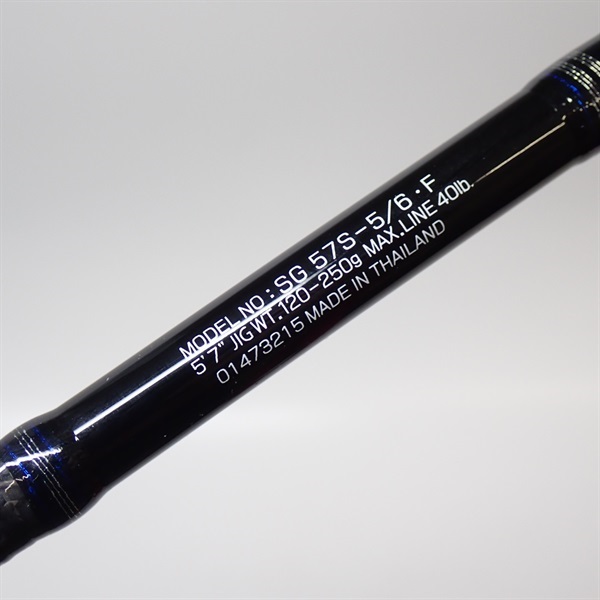 MODEL NO : SG 57S-5/6・F
5'7" JIG WT.:120-250g MAX.LINE 40lb.
01473215 MADE IN THAILAND